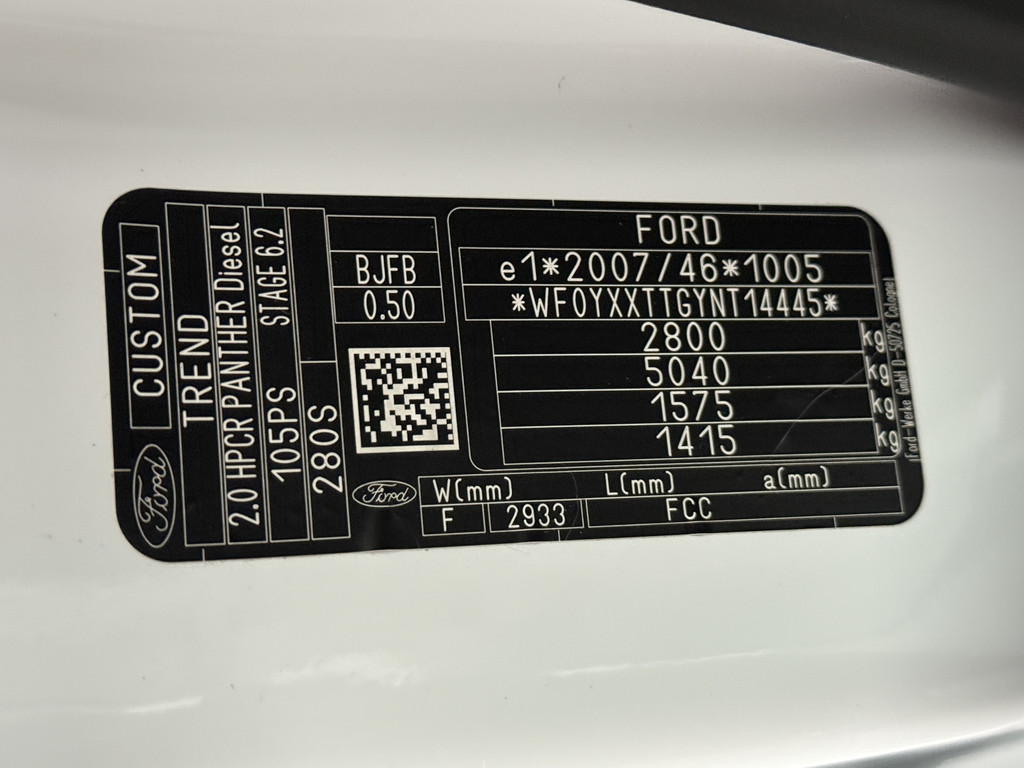 FORD
e1*2007/46*1005
*WF0YXXTTGYNT14445*
2800 kg
5040 kg
1575 kg
1415 kg
BJFB
0.50
Ford
W(mm) L(mm) a(mm)
F 2933 FCC
Ford CUSTOM
TREND
2.0 HPCR PANTHER Diesel
105PS STAGE 6.2
280S
Ford-Werke GmbH D-50725 Cologne